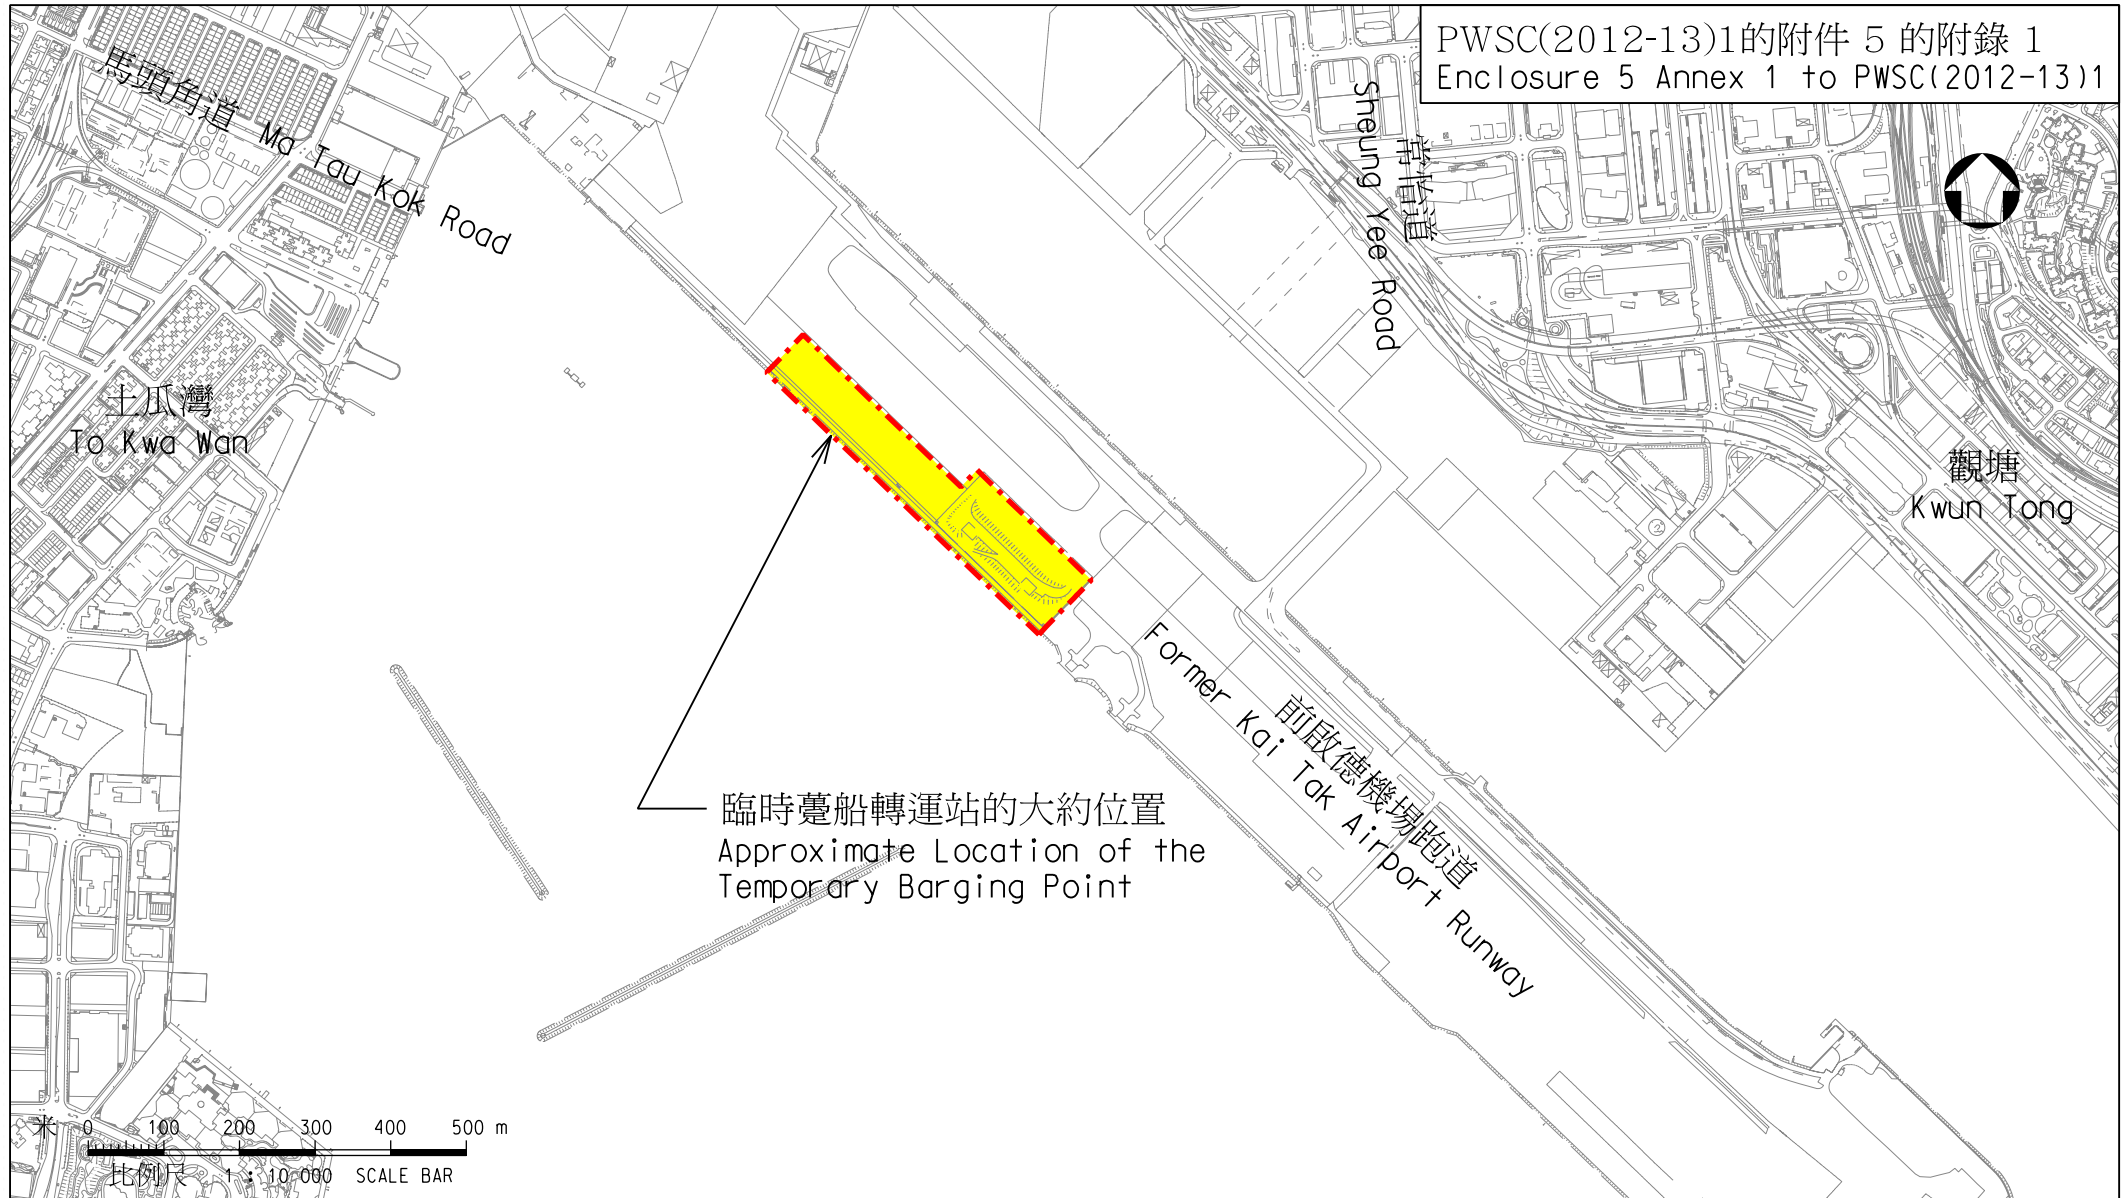 PWSC(2012-13)1的附件 5 的附錄 1
Enclosure 5 Annex 1 to PWSC(2012-13)1
馬頭角道 Ma Tau Kok Road
常怡道
Sheung Yee Road
土瓜灣
To Kwa Wan
觀塘
Kwun Tong
前啟德機場跑道
Former Kai Tak Airport Runway
臨時躉船轉運站的大約位置
Approximate Location of the
Temporary Barging Point
米 0 100 200 300 400 500 m
比例尺 1 : 10 000 SCALE BAR